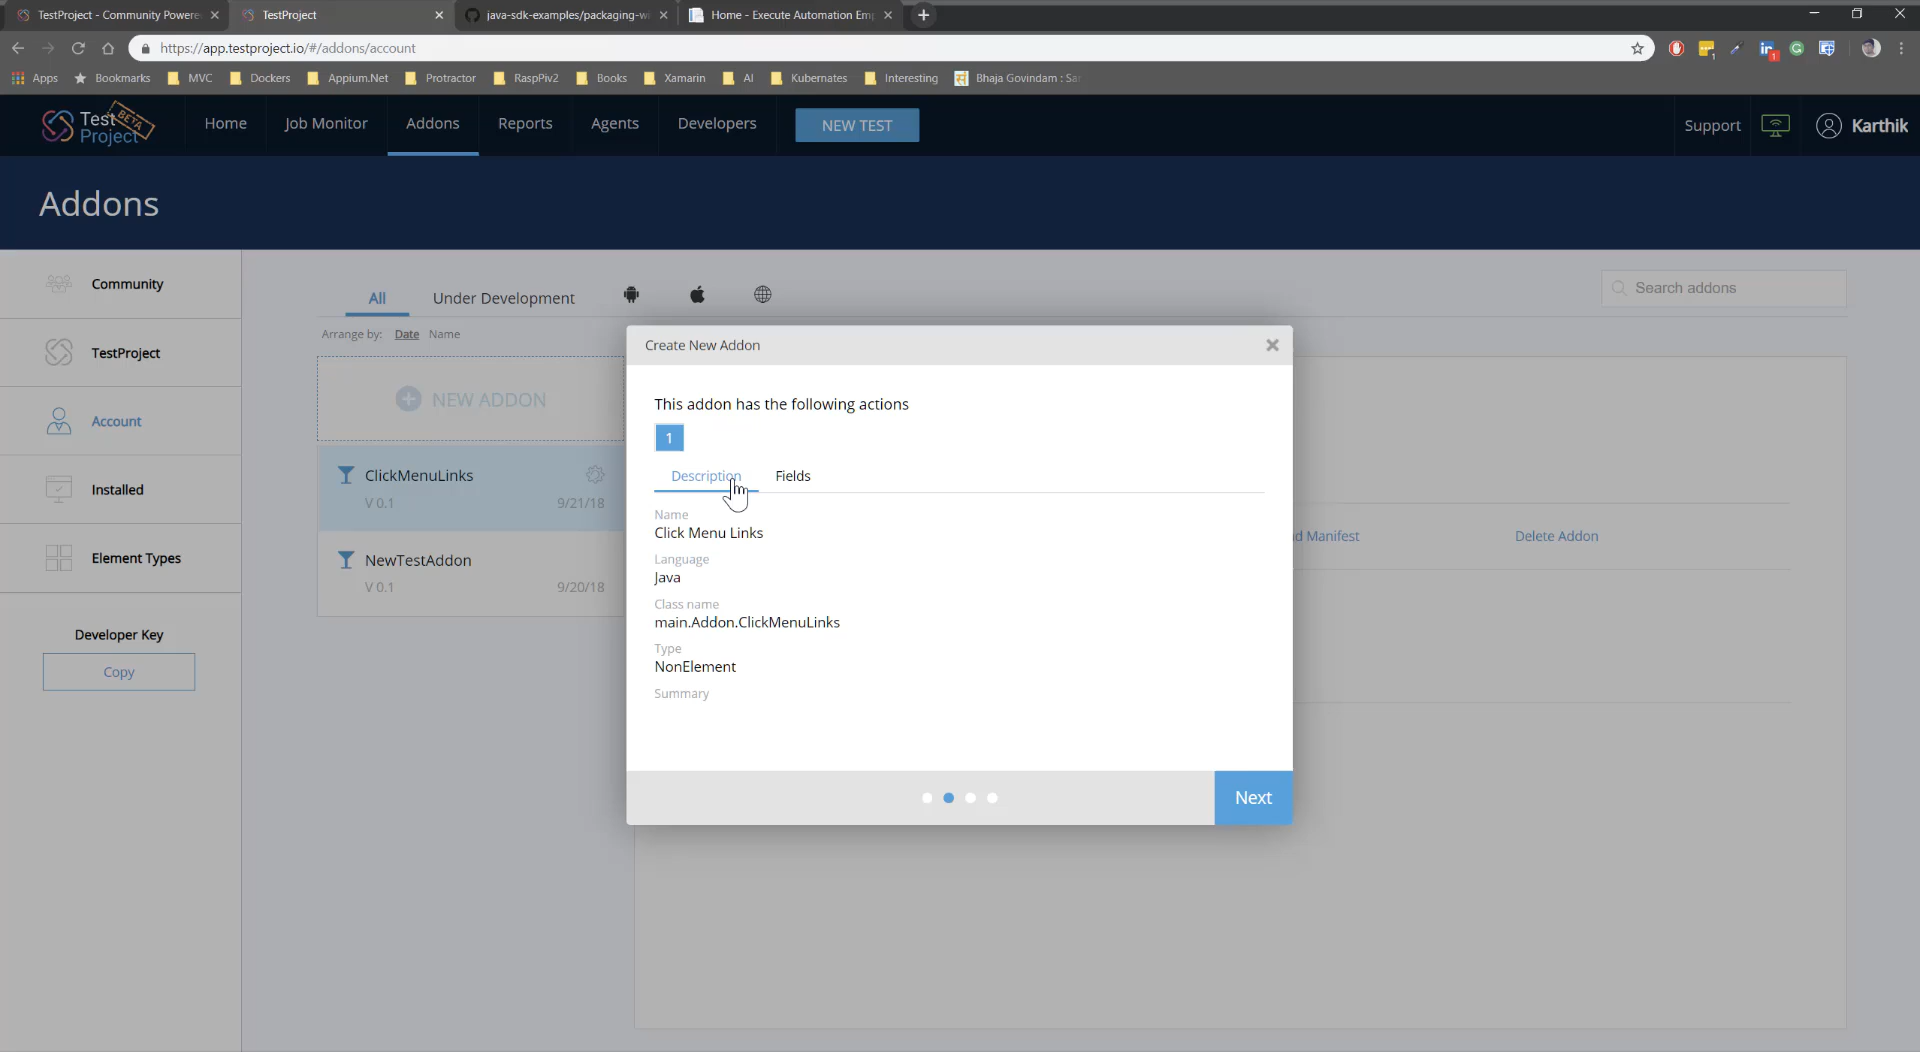 TestProject - Community Powere
TestProject
java-sdk-examples/packaging-w
Home - Execute Automation Em
https://app.testproject.io/#/addons/account
Apps
Bookmarks
MVC
Dockers
Appium.Net
Protractor
RaspPiv2
Books
Xamarin
AI
Kubernates
Interesting
Bhaja Govindam : Sa
Test Project BETA
Home
Job Monitor
Addons
Reports
Agents
Developers
NEW TEST
Support
Karthik
Addons
Community
TestProject
Account
Installed
Element Types
Developer Key
Copy
All
Under Development
Search addons
Arrange by: Date Name
NEW ADDON
ClickMenuLinks
V 0.1
9/21/18
NewTestAddon
V 0.1
9/20/18
Create New Addon
This addon has the following actions
1
Description
Fields
Name
Click Menu Links
Language
Java
Class name
main.Addon.ClickMenuLinks
Type
NonElement
Summary
Next
d Manifest
Delete Addon